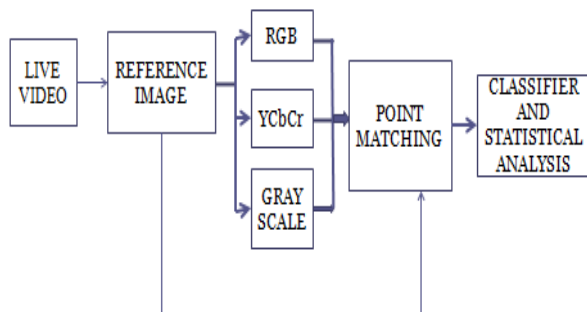 LIVE
VIDEO
REFERENCE
IMAGE
RGB
YCbCr
GRAY
SCALE
POINT
MATCHING
CLASSIFIER
AND
STATISTICAL
ANALYSIS